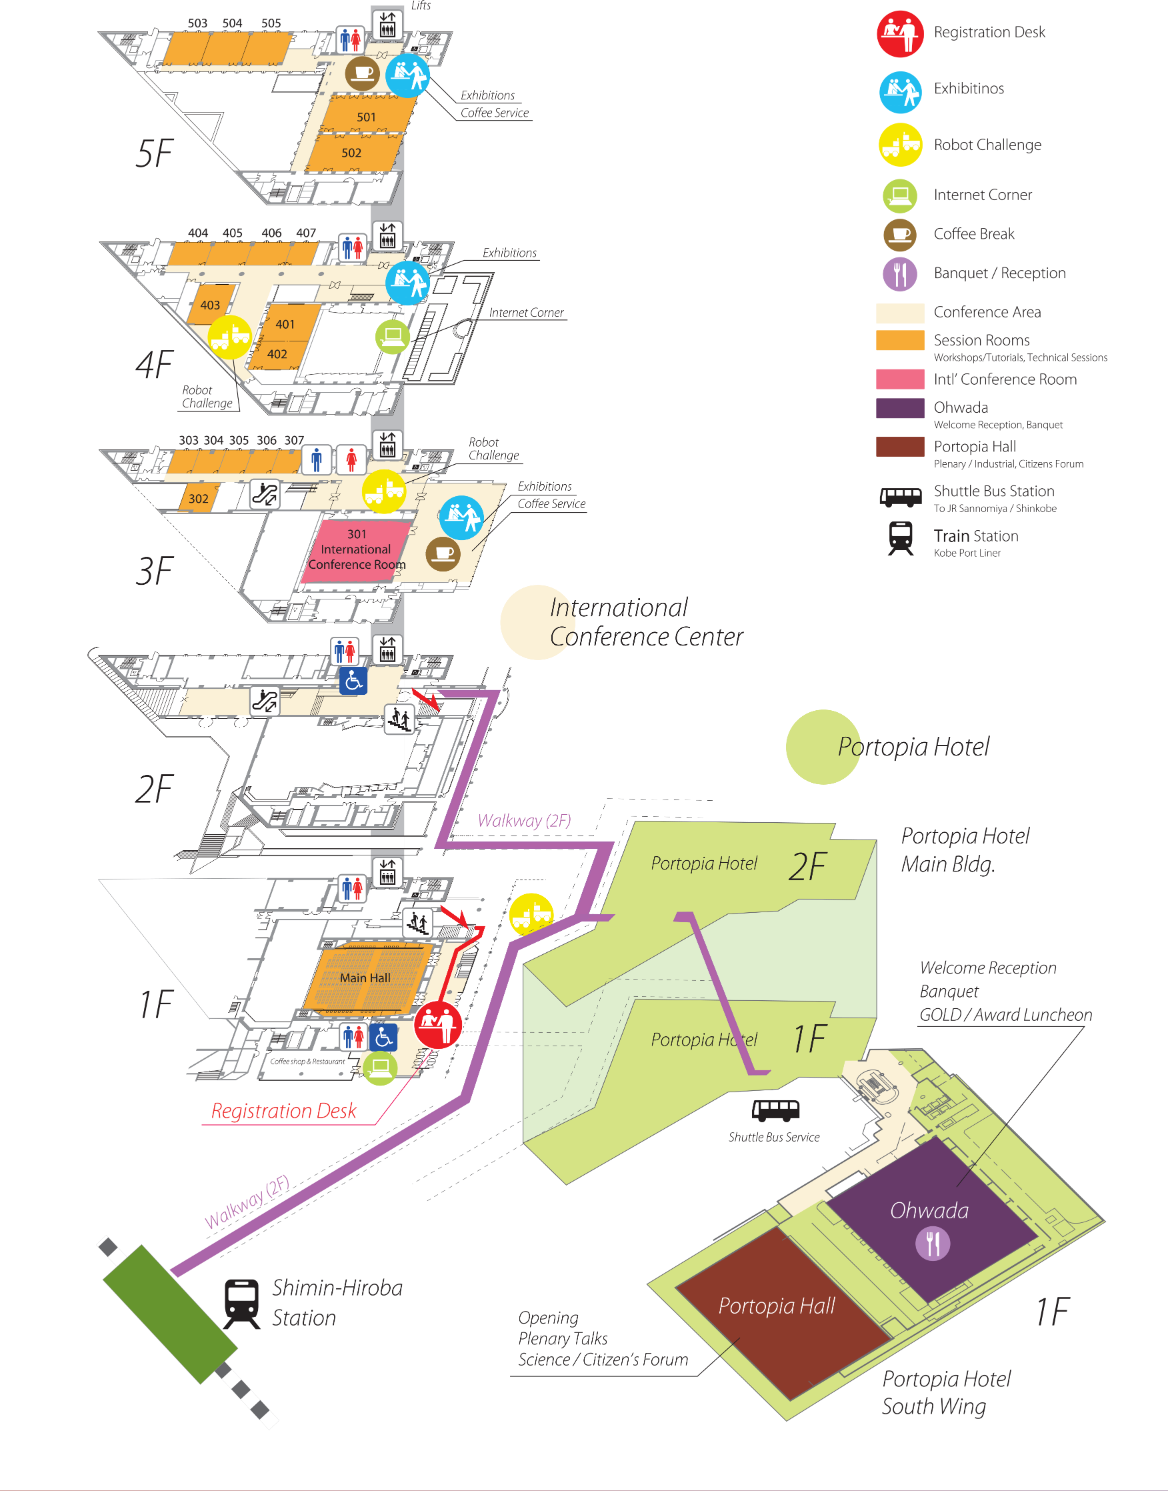 Lifts
503 504 505
Exhibitions
Coffee Service
501
502
5F
404 405 406 407
Exhibitions
403
401
402
Internet Corner
4F
Robot
Challenge
303 304 305 306 307
Robot
Challenge
302
Exhibitions
Coffee Service
301
International
Conference Room
3F
International
Conference Center
2F
Walkway (2F)
Main Hall
1F
Coffee shop & Restaurant
Registration Desk
Walkway (2F)
Shimin-Hiroba
Station
Registration Desk
Exhibitinos
Robot Challenge
Internet Corner
Coffee Break
Banquet / Reception
Conference Area
Session Rooms
Workshops/Tutorials, Technical Sessions
Intl' Conference Room
Ohwada
Welcome Reception, Banquet
Portopia Hall
Plenary / Industrial, Citizens Forum
Shuttle Bus Station
To JR Sannomiya / Shinkobe
Train Station
Kobe Port Liner
Portopia Hotel
Portopia Hotel
Main Bldg.
Portopia Hotel 2F
Portopia Hotel 1F
Shuttle Bus Service
Welcome Reception
Banquet
GOLD / Award Luncheon
Ohwada
Portopia Hall
Opening
Plenary Talks
Science / Citizen's Forum
1F
Portopia Hotel
South Wing